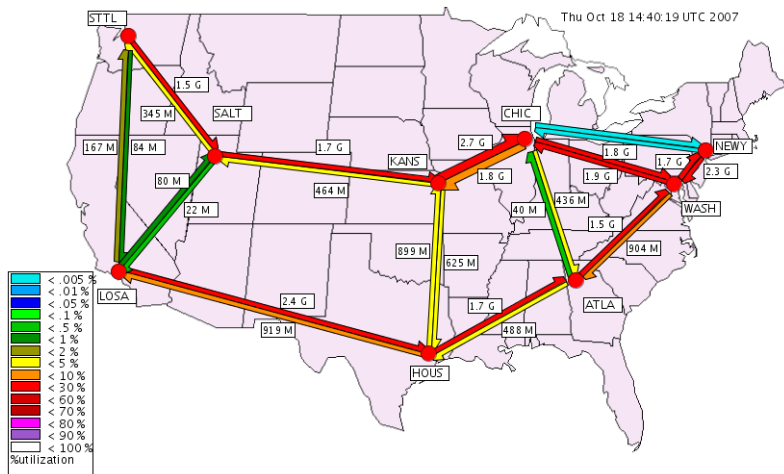 Thu Oct 18 14:40:19 UTC 2007
STTL
1.5 G
345 M
SALT
CHIC
167 M
84 M
1.7 G
KANS
2.7 G
1.8 G
NEWY
1.7 G
2.3 G
80 M
464 M
1.8 G
1.9 G
22 M
40 M
436 M
WASH
1.5 G
904 M
899 M
625 M
LOSA
2.4 G
919 M
1.7 G
488 M
ATLA
HOUS
< .005 %
< .01 %
< .05 %
< .1 %
< .5 %
< 1 %
< 2 %
< 5 %
< 10 %
< 30 %
< 60 %
< 70 %
< 80 %
< 90 %
< 100 %
%utilization